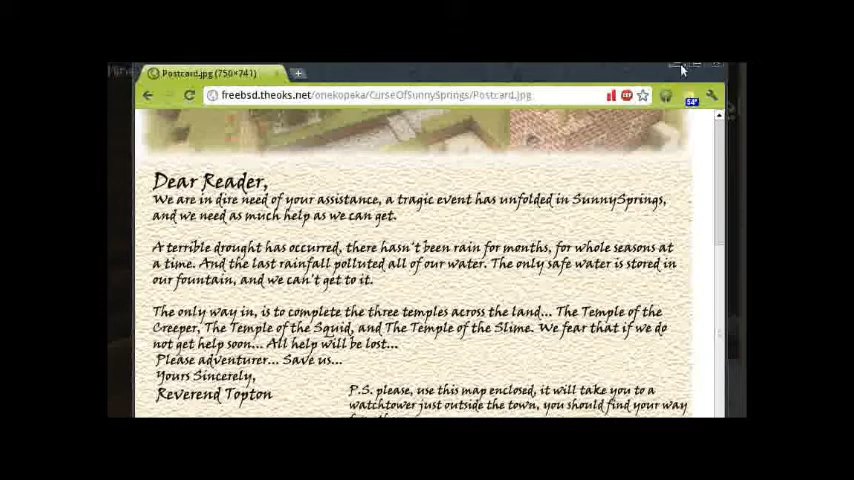 Postcard.jpg (750×741)
freebsd.theoks.net/onekopeka/CurseOfSunnySprings/Postcard.jpg
54°
Dear Reader,
We are in dire need of your assistance, a tragic event has unfolded in SunnySprings,
and we need as much help as we can get.
A terrible drought has occurred, there hasn't been rain for months, for whole seasons at
a time. And the last rainfall polluted all of our water. The only safe water is stored in
our fountain, and we can't get to it.
The only way in, is to complete the three temples across the land... The Temple of the
Creeper, The Temple of the Squid, and The Temple of the Slime. We fear that if we do
not get help soon... All help will be lost...
Please adventurer... Save us...
Yours Sincerely,
Reverend Topton
P.S. please, use this map enclosed, it will take you to a
watchtower just outside the town, you should find your way